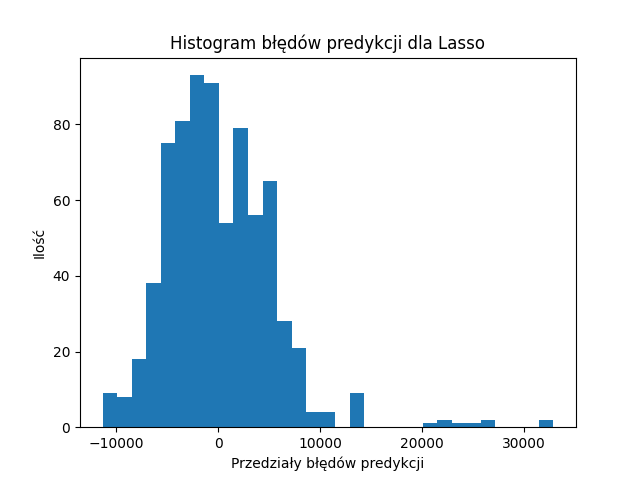 Histogram błędów predykcji dla Lasso
Ilość
80
60
40
20
0
−10000 0 10000 20000 30000
Przedziały błędów predykcji